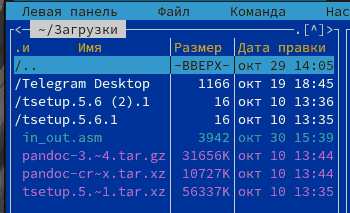 Левая панель Файл Команда Нас
<- ~/Загрузки .[^]>
.и Имя Размер Дата правки
/.. -ВВЕРХ- окт 29 14:05
/Telegram Desktop 1166 окт 19 18:45
/tsetup.5.6 (2).1 16 окт 10 13:36
/tsetup.5.6.1 16 окт 10 13:35
in_out.asm 3942 окт 30 15:39
pandoc-3.~4.tar.gz 31656K окт 10 13:44
pandoc-cr~x.tar.xz 10727K окт 10 13:44
tsetup.5.~1.tar.xz 56337K окт 10 13:35